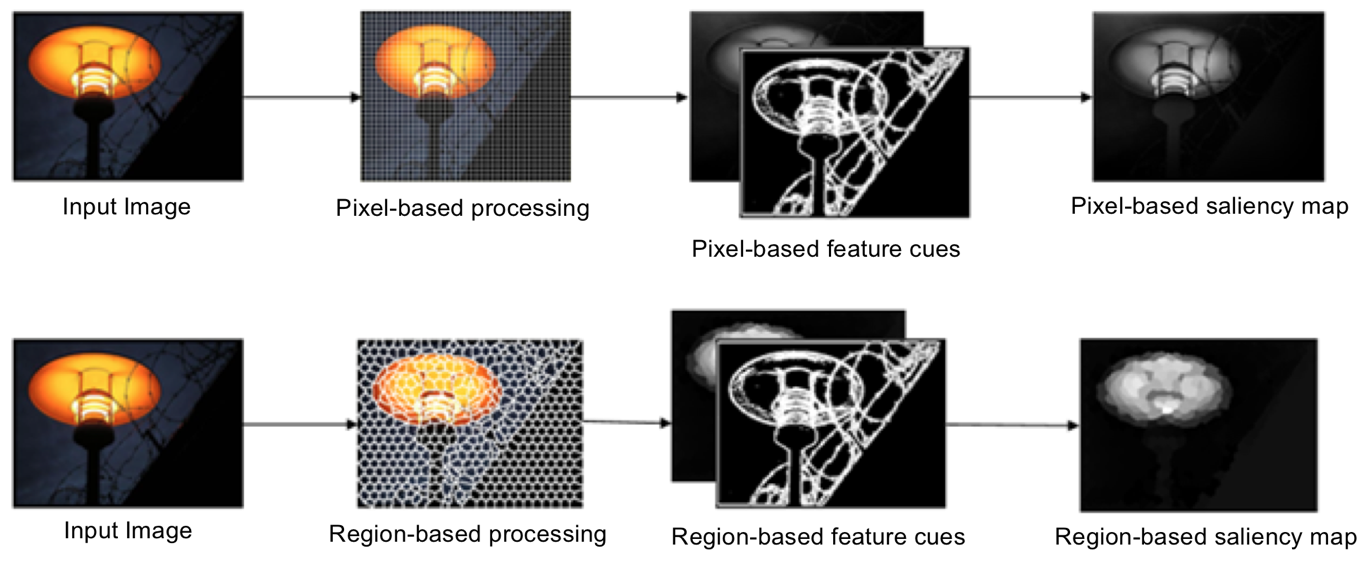 Input Image
Pixel-based processing
Pixel-based feature cues
Pixel-based saliency map
Input Image
Region-based processing
Region-based feature cues
Region-based saliency map